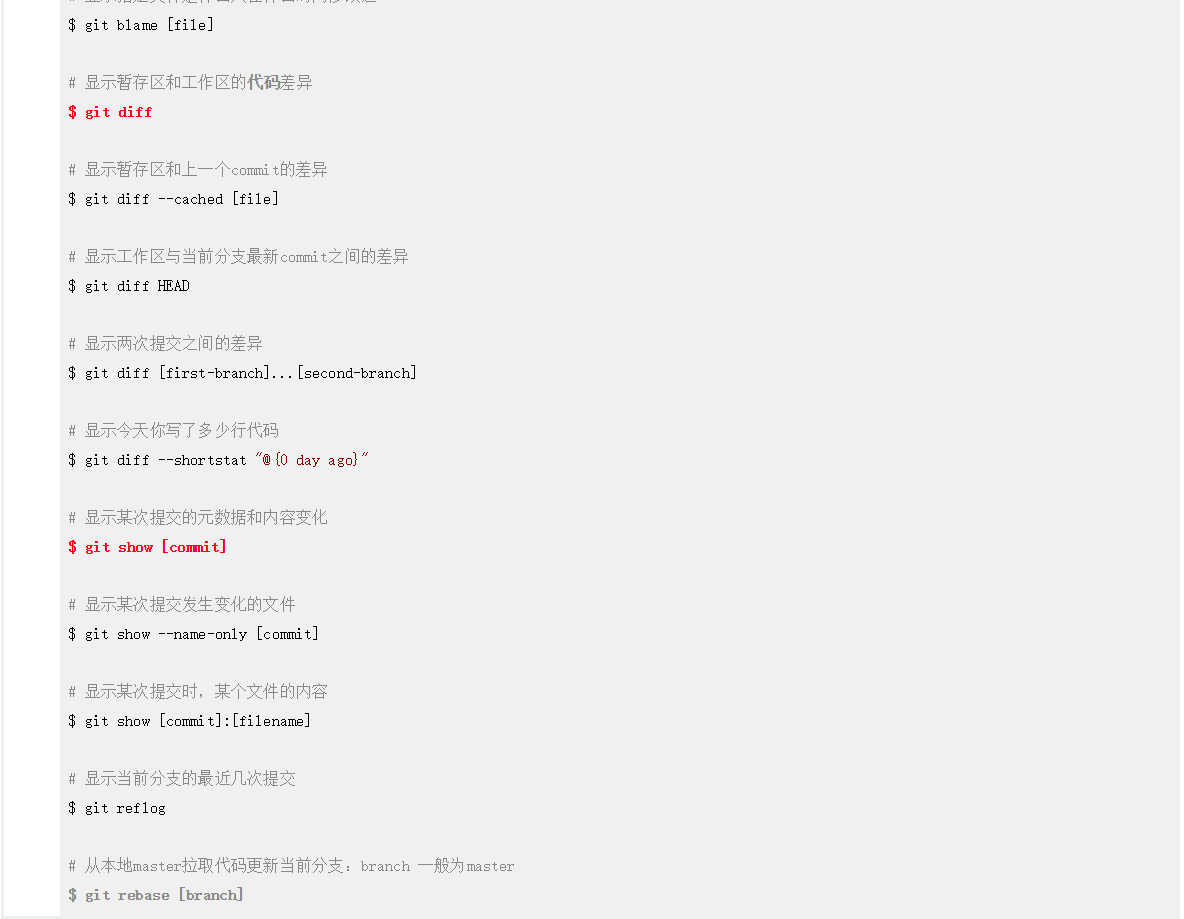 $ git blame [file]
# 显示暂存区和工作区的代码差异
$ git diff
# 显示暂存区和上一个commit的差异
$ git diff --cached [file]
# 显示工作区与当前分支最新commit之间的差异
$ git diff HEAD
# 显示两次提交之间的差异
$ git diff [first-branch]...[second-branch]
# 显示今天你写了多少行代码
$ git diff --shortstat "@{0 day ago}"
# 显示某次提交的元数据和内容变化
$ git show [commit]
# 显示某次提交发生变化的文件
$ git show --name-only [commit]
# 显示某次提交时，某个文件的内容
$ git show [commit]:[filename]
# 显示当前分支的最近几次提交
$ git reflog
# 从本地master拉取代码更新当前分支：branch 一般为master
$ git rebase [branch]